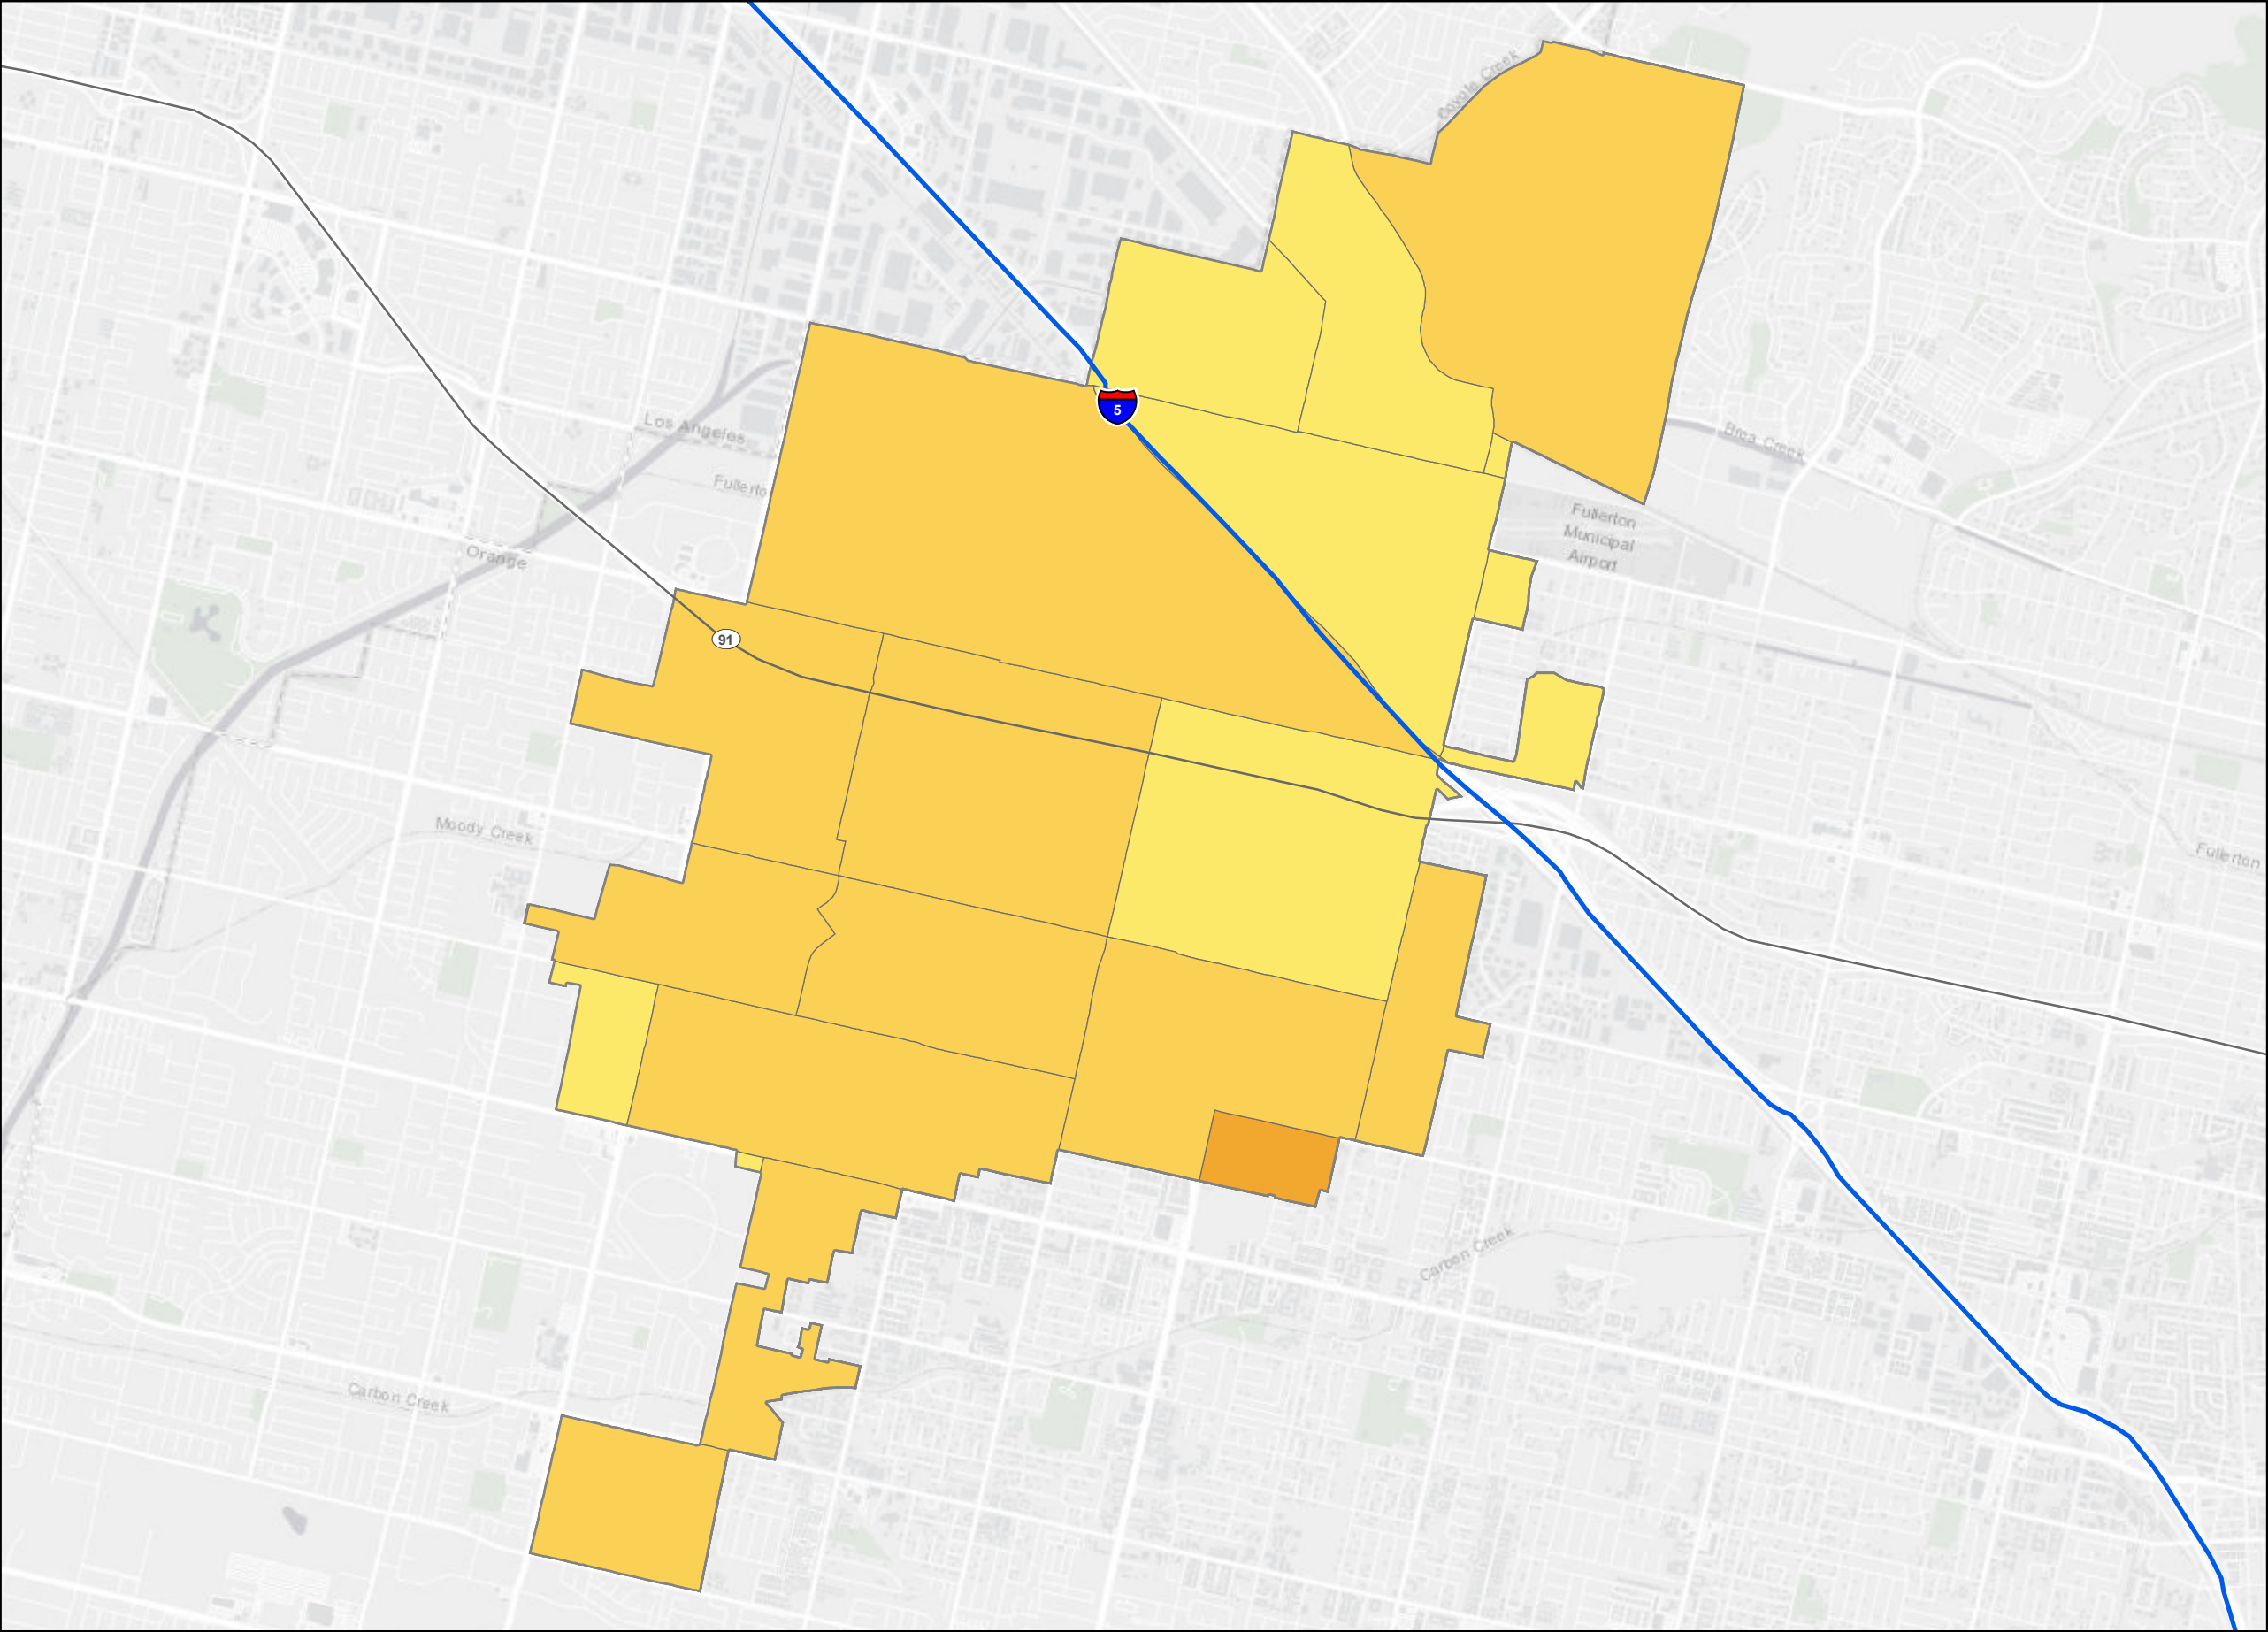 Coyote Creek
5
Los Angeles
Fullerto
Brea Creek
Fullerton
Municipal
Airport
Orange
91
Moody Creek
Fullerton
Carbon Creek
Carbon Creek